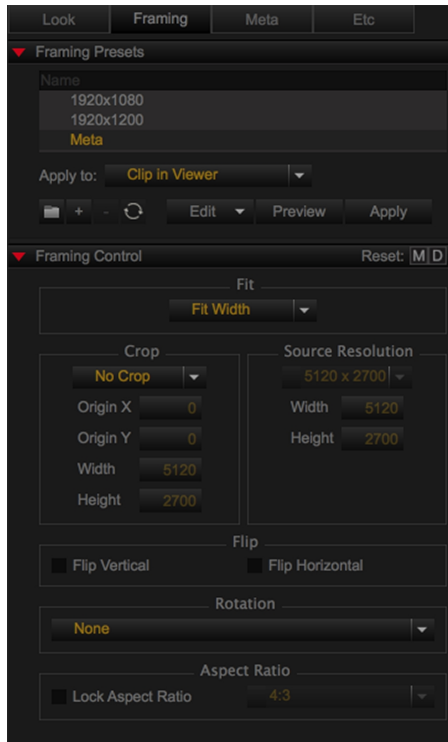 Look Framing Meta Etc
Framing Presets
Name
1920x1080
1920x1200
Meta
Apply to: Clip in Viewer
+ - Edit Preview Apply
Framing Control Reset: M D
Fit
Fit Width
Crop Source Resolution
No Crop 5120 x 2700
Origin X 0 Width 5120
Origin Y 0 Height 2700
Width 5120
Height 2700
Flip
Flip Vertical Flip Horizontal
Rotation
None
Aspect Ratio
Lock Aspect Ratio 4:3